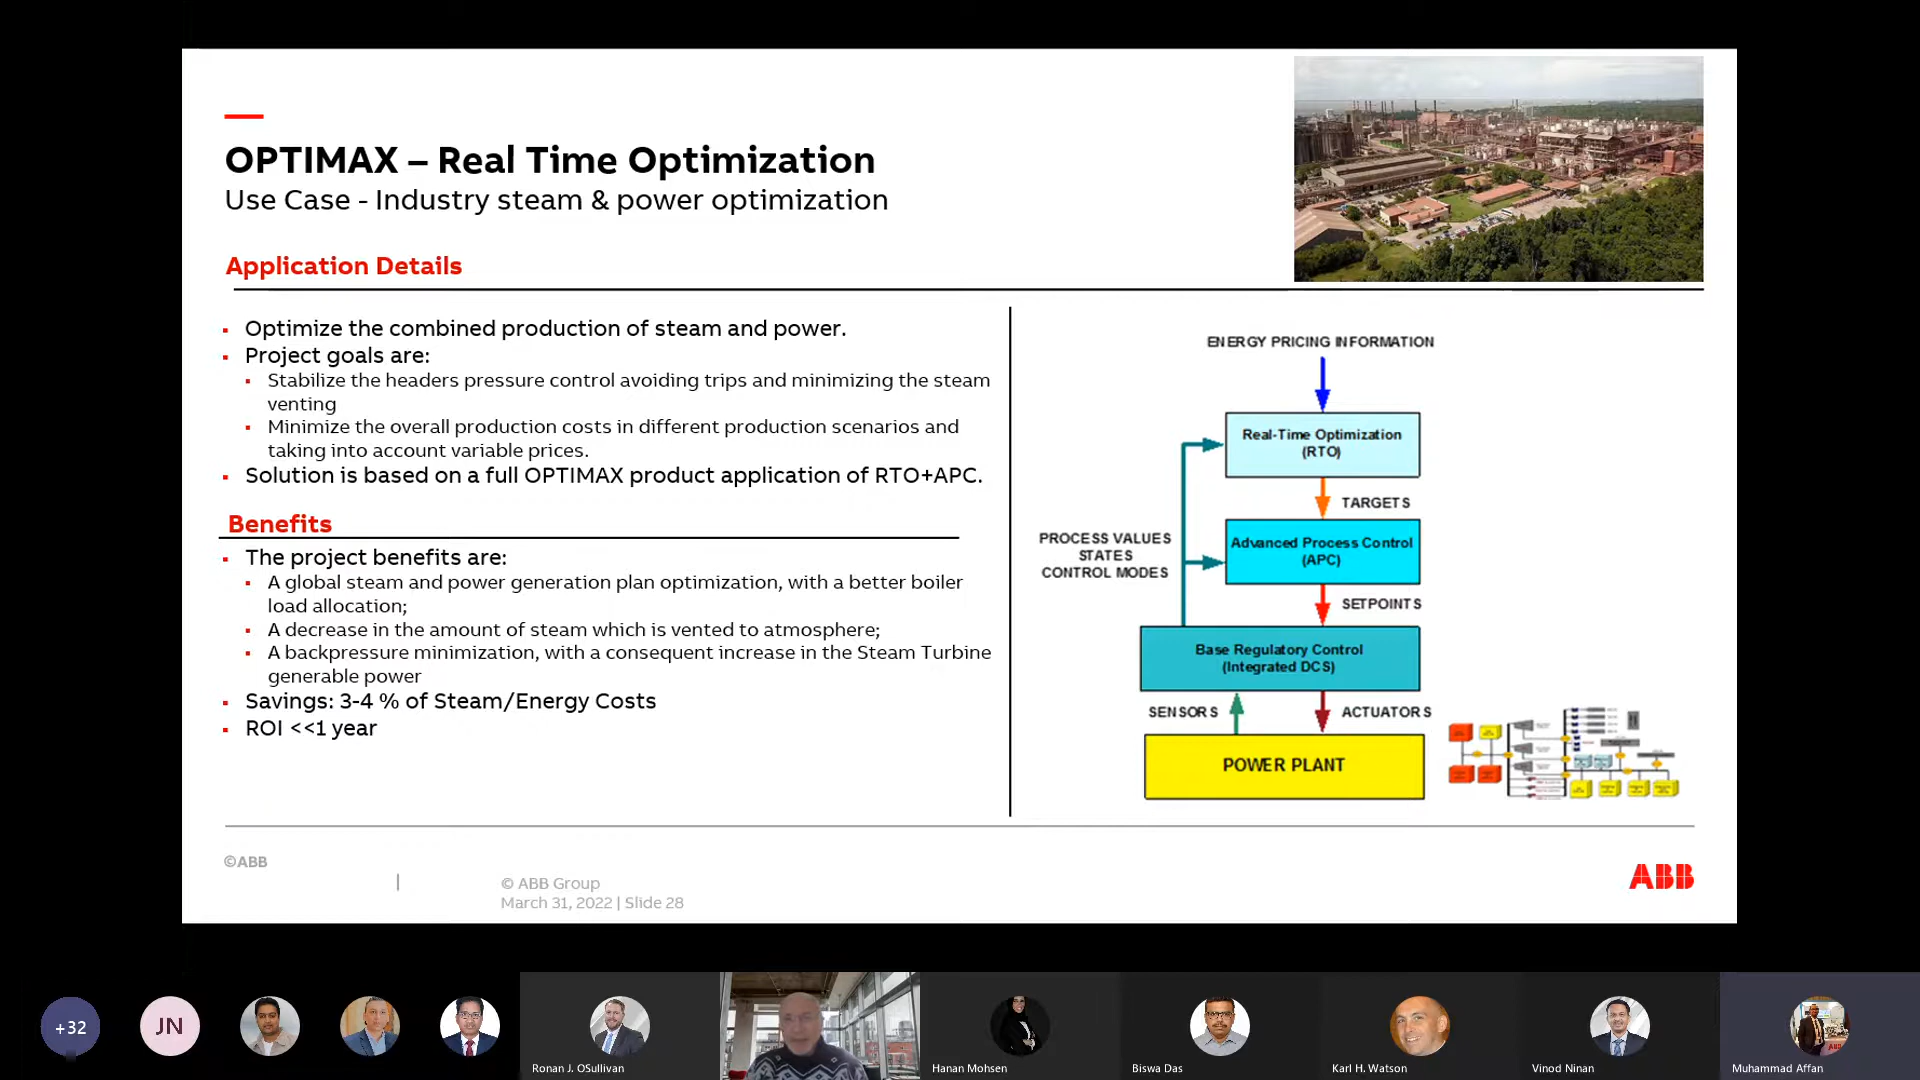 OPTIMAX – Real Time Optimization
Use Case - Industry steam & power optimization
Application Details
Optimize the combined production of steam and power.
Project goals are:
Stabilize the headers pressure control avoiding trips and minimizing the steam
venting
Minimize the overall production costs in different production scenarios and
taking into account variable prices.
Solution is based on a full OPTIMAX product application of RTO+APC.
Benefits
The project benefits are:
A global steam and power generation plan optimization, with a better boiler
load allocation;
A decrease in the amount of steam which is vented to atmosphere;
A backpressure minimization, with a consequent increase in the Steam Turbine
generable power
Savings: 3-4 % of Steam/Energy Costs
ROI <<1 year
ENERGY PRICING INFORMATION
Real-Time Optimization
(RTO)
TARGETS
PROCESS VALUES
STATES
CONTROL MODES
Advanced Process Control
(APC)
SETPOINTS
Base Regulatory Control
(Integrated DCS)
SENSORS
ACTUATORS
POWER PLANT
©ABB
© ABB Group
March 31, 2022 | Slide 28
ABB
+32
JN
Ronan J. OSullivan
Hanan Mohsen
Biswa Das
Karl H. Watson
Vinod Ninan
Muhammad Affan